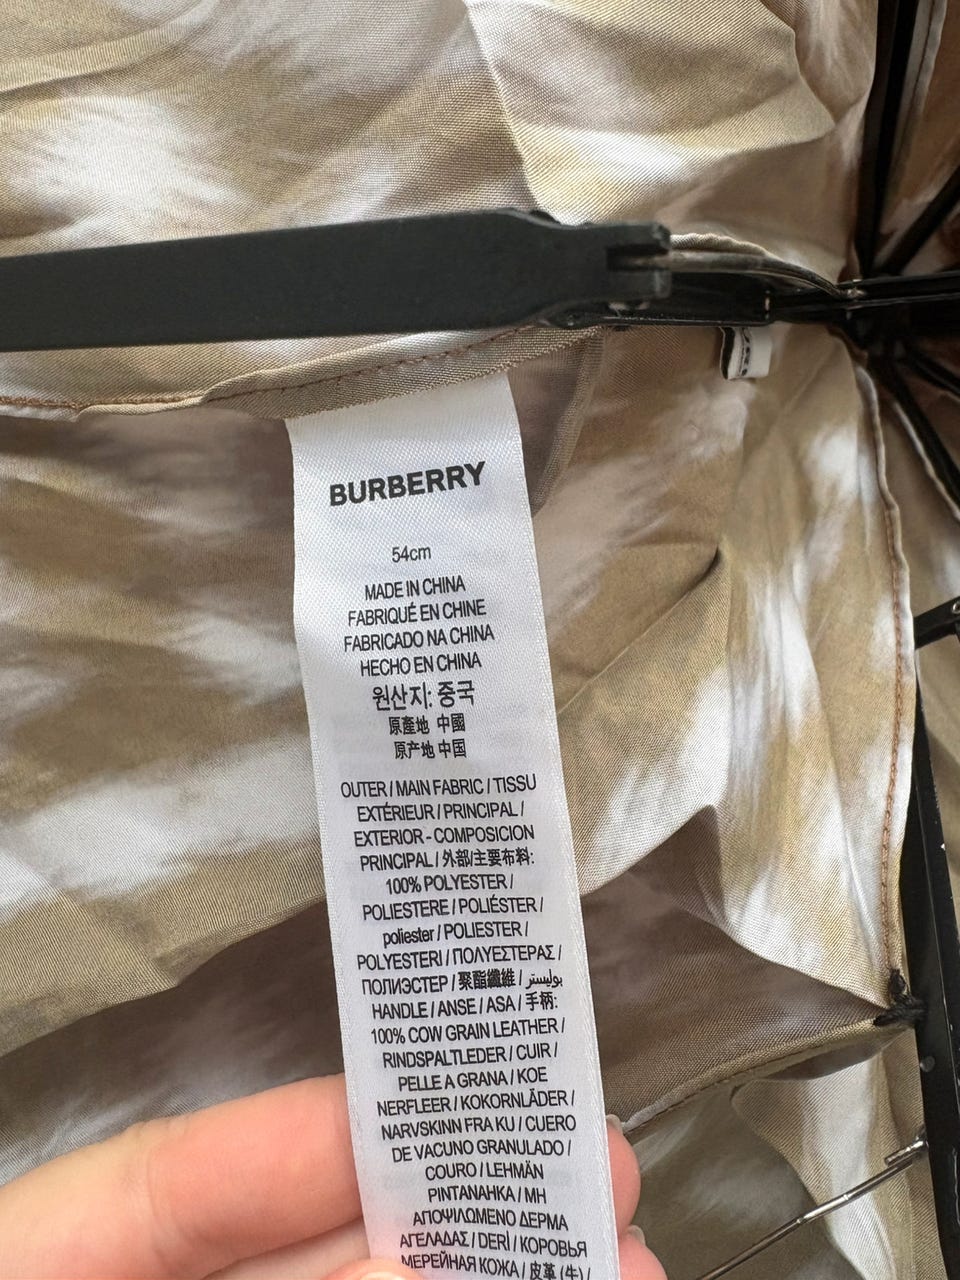 BURBERRY
54cm
MADE IN CHINA
FABRIQUÉ EN CHINE
FABRICADO NA CHINA
HECHO EN CHINA
원산지: 중국
原產地 中國
原产地 中国
OUTER / MAIN FABRIC / TISSU
EXTÉRIEUR / PRINCIPAL /
EXTERIOR - COMPOSICION
PRINCIPAL / 外部/主要布料:
100% POLYESTER /
POLIESTERE / POLIÉSTER /
poliester / POLIESTER /
POLYESTERI / ΠΟΛΥΕΣΤΕΡΑΣ /
ПОЛИЭСТЕР / 聚酯纖維 / بوليستر
HANDLE / ANSE / ASA / 手柄:
100% COW GRAIN LEATHER /
RINDSPALTLEDER / CUIR /
PELLE A GRANA / KOE
NERFLEER / KOKORNLÄDER /
NARVSKINN FRA KU / CUERO
DE VACUNO GRANULADO /
COURO / LEHMÄN
PINTANAHKA / ΜΗ
ΑΠΟΨΙΛΩΜΕΝΟ ΔΕΡΜΑ
ΑΓΕΛΑΔΑΣ / DERİ / КОРОВЬЯ
МЕРЕЙНАЯ КОЖА / 皮革 (牛) /